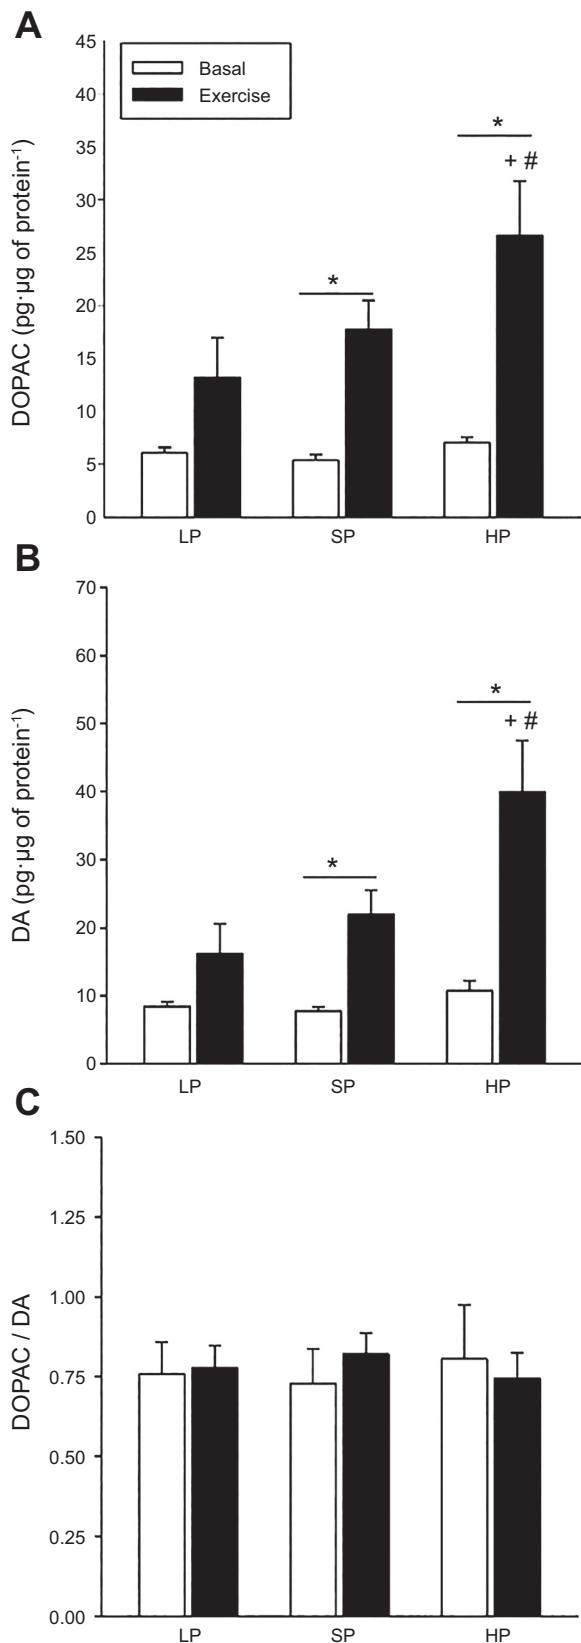 A
45
40
35
30
25
20
15
10
5
0
DOPAC (pg·µg of protein⁻¹)
Basal
Exercise
*
*
+ #
LP SP HP
B
70
60
50
40
30
20
10
0
DA (pg·µg of protein⁻¹)
*
*
+ #
LP SP HP
C
1.50
1.25
1.00
0.75
0.50
0.25
0.00
DOPAC / DA
LP SP HP